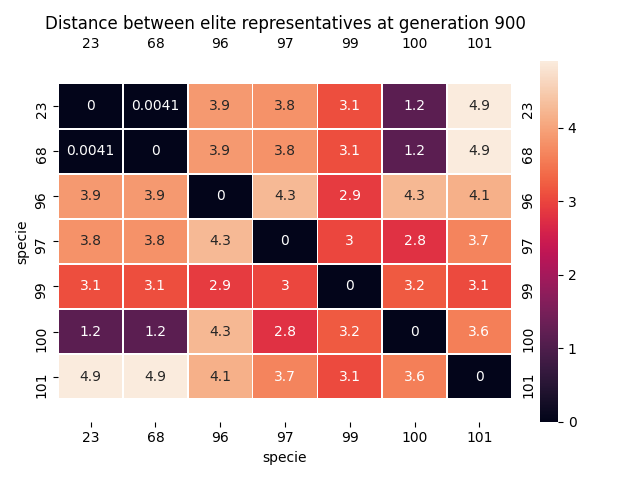 Distance between elite representatives at generation 900
23 68 96 97 99 100 101
23 0 0.0041 3.9 3.8 3.1 1.2 4.9 23
68 0.0041 0 3.9 3.8 3.1 1.2 4.9 68
96 3.9 3.9 0 4.3 2.9 4.3 4.1 96
97 3.8 3.8 4.3 0 3 2.8 3.7 97
99 3.1 3.1 2.9 3 0 3.2 3.1 99
100 1.2 1.2 4.3 2.8 3.2 0 3.6 100
101 4.9 4.9 4.1 3.7 3.1 3.6 0 101
23 68 96 97 99 100 101
specie
specie
4
3
2
1
0